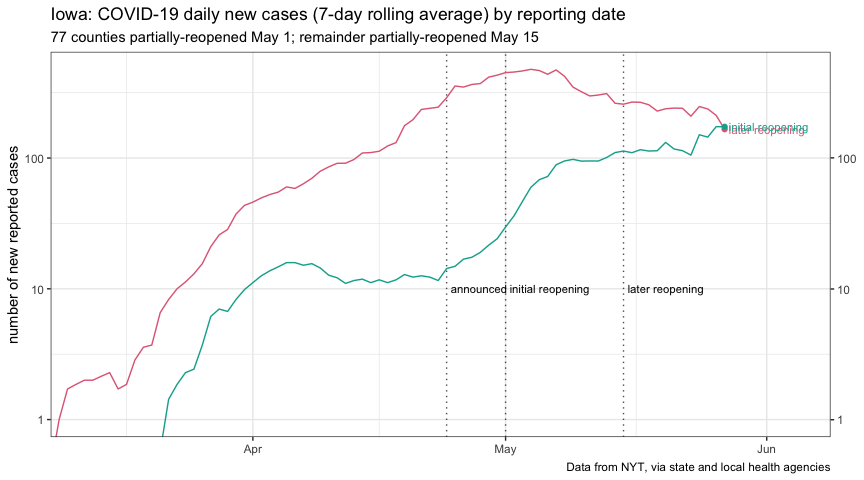 Iowa: COVID-19 daily new cases (7-day rolling average) by reporting date
77 counties partially-reopened May 1; remainder partially-reopened May 15
number of new reported cases
100
100
initial reopening
later reopening
10
10
announced initial reopening
later reopening
1
1
Apr
May
Jun
Data from NYT, via state and local health agencies